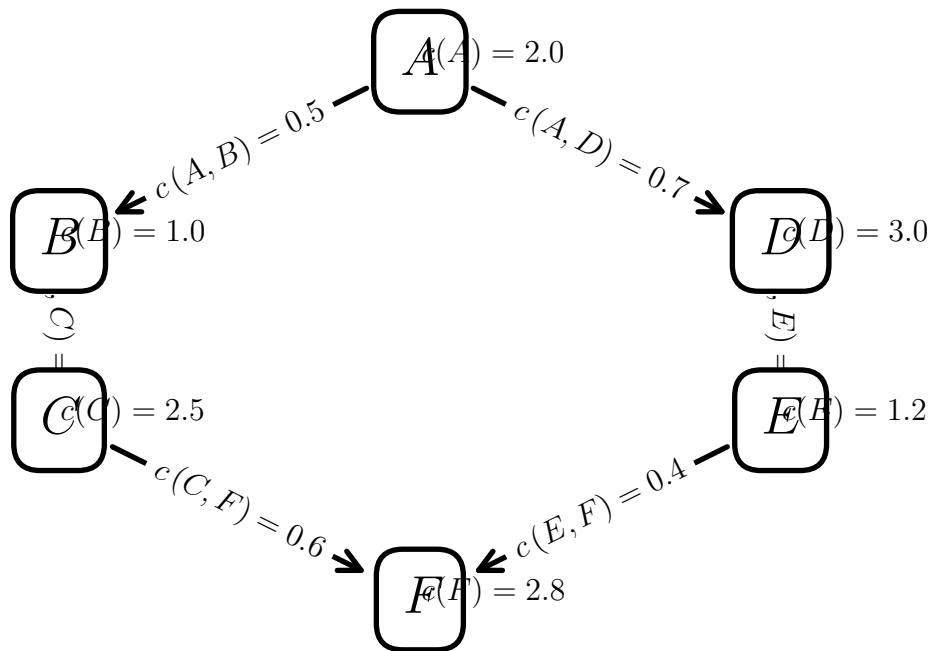 A c(A) = 2.0
c(A, B) = 0.5
c(A, D) = 0.7
B c(B) = 1.0
D c(D) = 3.0
, C) =
, E) =
C c(C) = 2.5
E c(E) = 1.2
c(C, F) = 0.6
c(E, F) = 0.4
F c(F) = 2.8